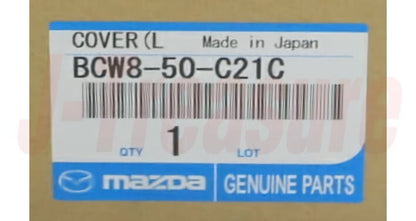 COVER(L Made in Japan
BCW8-50-C21C
QTY 1 LOT
mazda GENUINE PARTS
J-Treasure